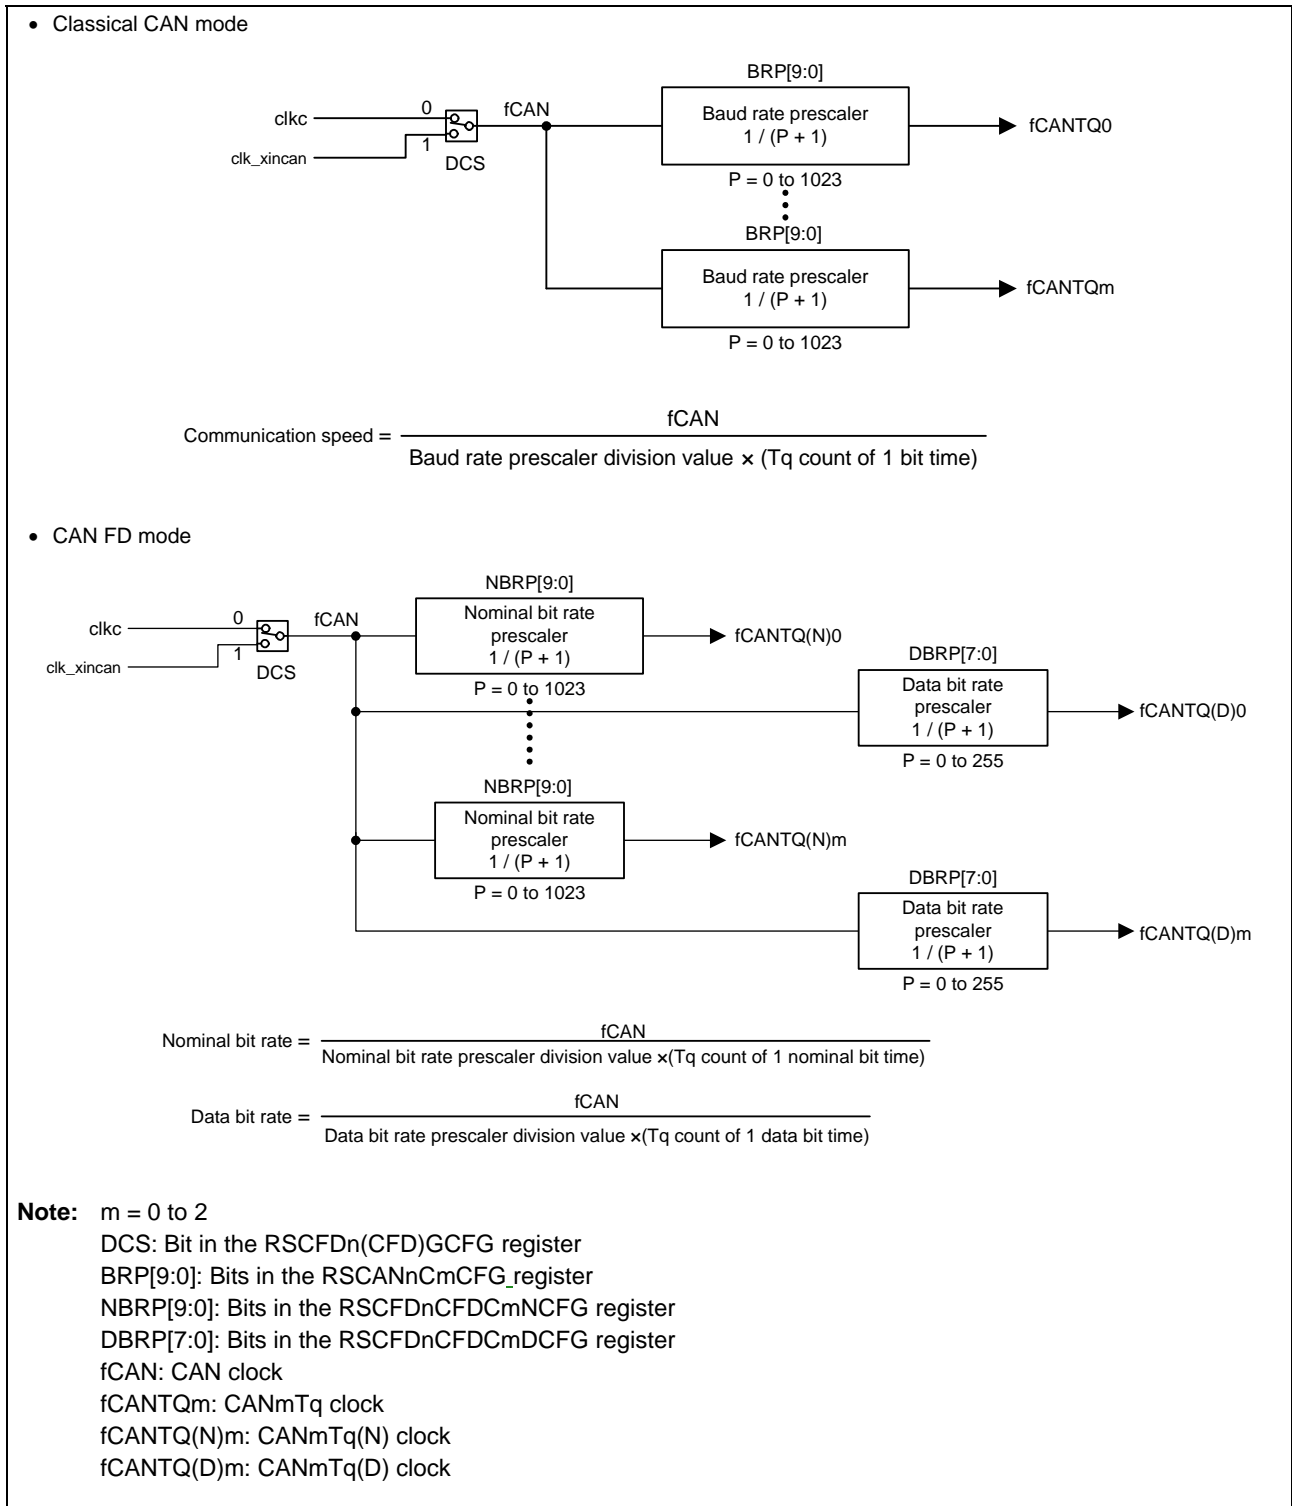 • Classical CAN mode
BRP[9:0]
clkc
0
fCAN
Baud rate prescaler
1 / (P + 1)
fCANTQ0
clk_xincan
1
DCS
P = 0 to 1023
BRP[9:0]
Baud rate prescaler
1 / (P + 1)
fCANTQm
P = 0 to 1023
Communication speed =
fCAN
Baud rate prescaler division value × (Tq count of 1 bit time)
• CAN FD mode
NBRP[9:0]
clkc
0
fCAN
Nominal bit rate
prescaler
1 / (P + 1)
fCANTQ(N)0
clk_xincan
1
DCS
P = 0 to 1023
DBRP[7:0]
Data bit rate
prescaler
1 / (P + 1)
fCANTQ(D)0
P = 0 to 255
NBRP[9:0]
Nominal bit rate
prescaler
1 / (P + 1)
fCANTQ(N)m
P = 0 to 1023
DBRP[7:0]
Data bit rate
prescaler
1 / (P + 1)
fCANTQ(D)m
P = 0 to 255
Nominal bit rate =
fCAN
Nominal bit rate prescaler division value ×(Tq count of 1 nominal bit time)
Data bit rate =
fCAN
Data bit rate prescaler division value ×(Tq count of 1 data bit time)
Note: m = 0 to 2
DCS: Bit in the RSCFDn(CFD)GCFG register
BRP[9:0]: Bits in the RSCANnCmCFG register
NBRP[9:0]: Bits in the RSCFDnCFDCmNCFG register
DBRP[7:0]: Bits in the RSCFDnCFDCmDCFG register
fCAN: CAN clock
fCANTQm: CANmTq clock
fCANTQ(N)m: CANmTq(N) clock
fCANTQ(D)m: CANmTq(D) clock